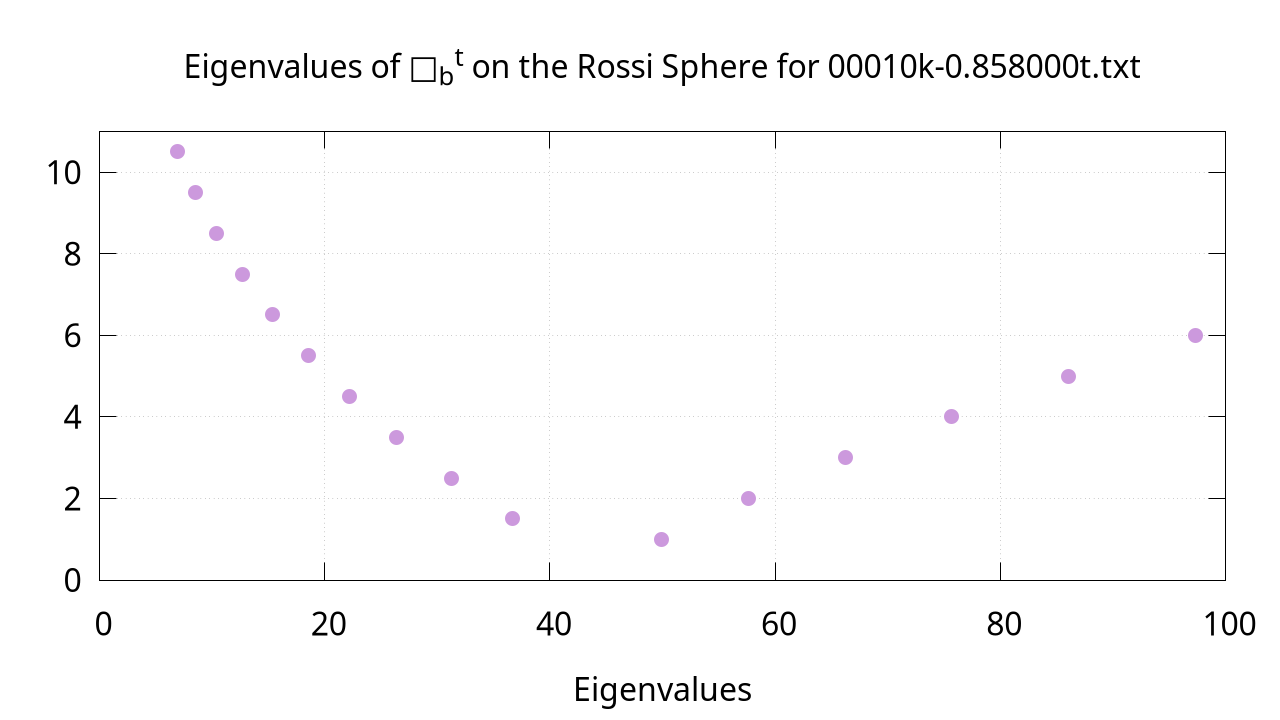 Eigenvalues of □bt on the Rossi Sphere for 00010k-0.858000t.txt
10
8
6
4
2
0
0 20 40 60 80 100
Eigenvalues